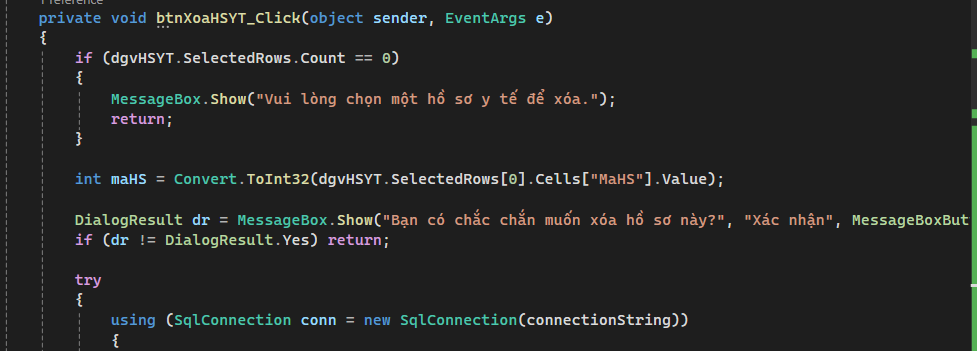 1 reference
private void btnXoaHSYT_Click(object sender, EventArgs e)
{
if (dgvHSYT.SelectedRows.Count == 0)
{
MessageBox.Show("Vui lòng chọn một hồ sơ y tế để xóa.");
return;
}
int maHS = Convert.ToInt32(dgvHSYT.SelectedRows[0].Cells["MaHS"].Value);
DialogResult dr = MessageBox.Show("Bạn có chắc chắn muốn xóa hồ sơ này?", "Xác nhận", MessageBoxBut
if (dr != DialogResult.Yes) return;
try
{
using (SqlConnection conn = new SqlConnection(connectionString))
{